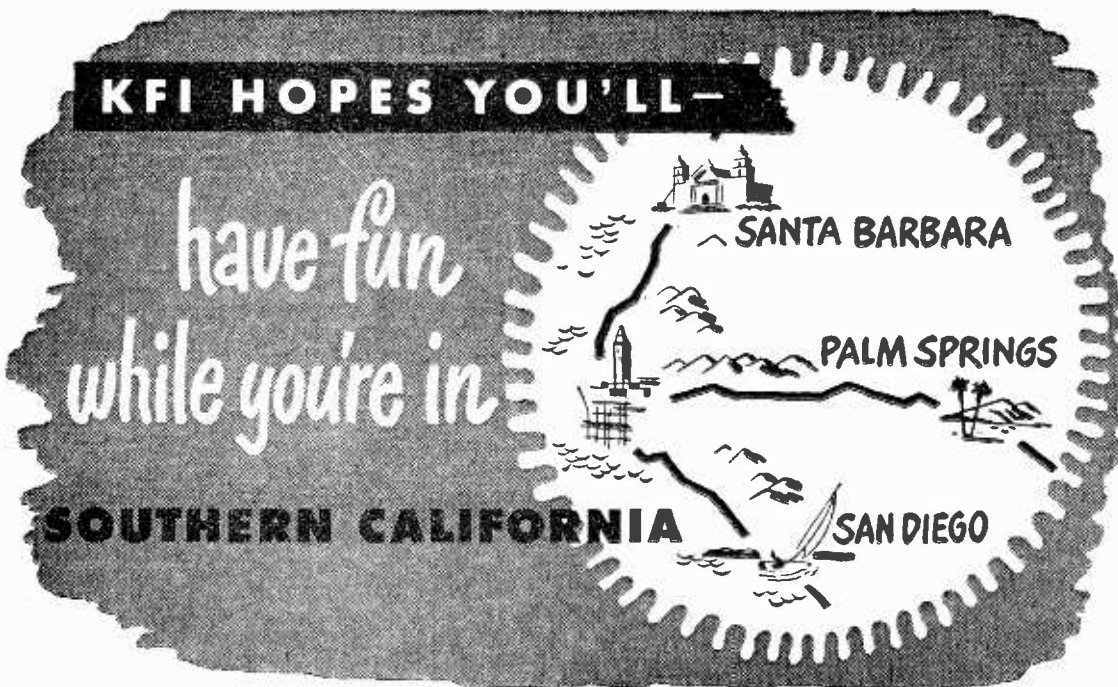 KFI HOPES YOU'LL—
have fun
while you're in
SOUTHERN CALIFORNIA
SANTA BARBARA
PALM SPRINGS
SAN DIEGO